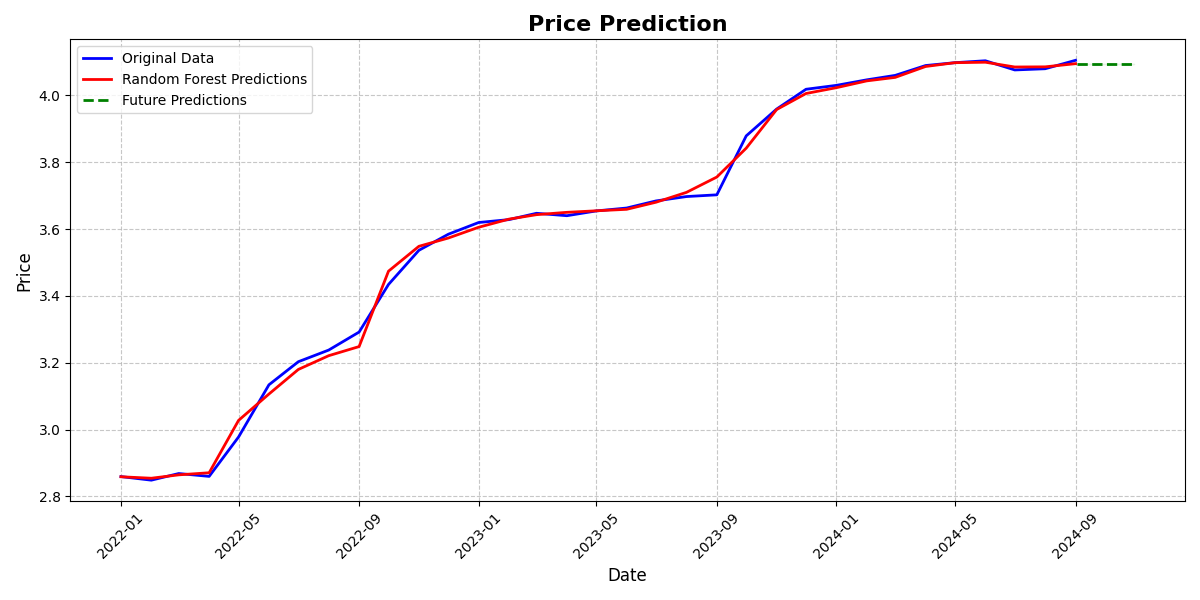 Price Prediction
Original Data
Random Forest Predictions
Future Predictions
Price
4.0
3.8
3.6
3.4
3.2
3.0
2.8
2022-01
2022-05
2022-09
2023-01
2023-05
2023-09
2024-01
2024-05
2024-09
Date